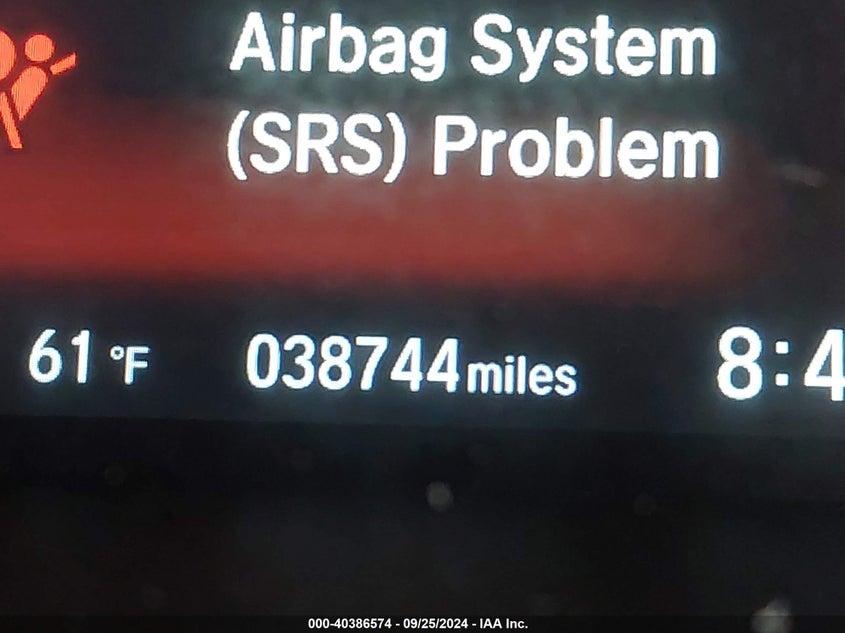 Airbag System
(SRS) Problem
61 °F 038744 miles 8:4
000-40386574 - 09/25/2024 - IAA Inc.